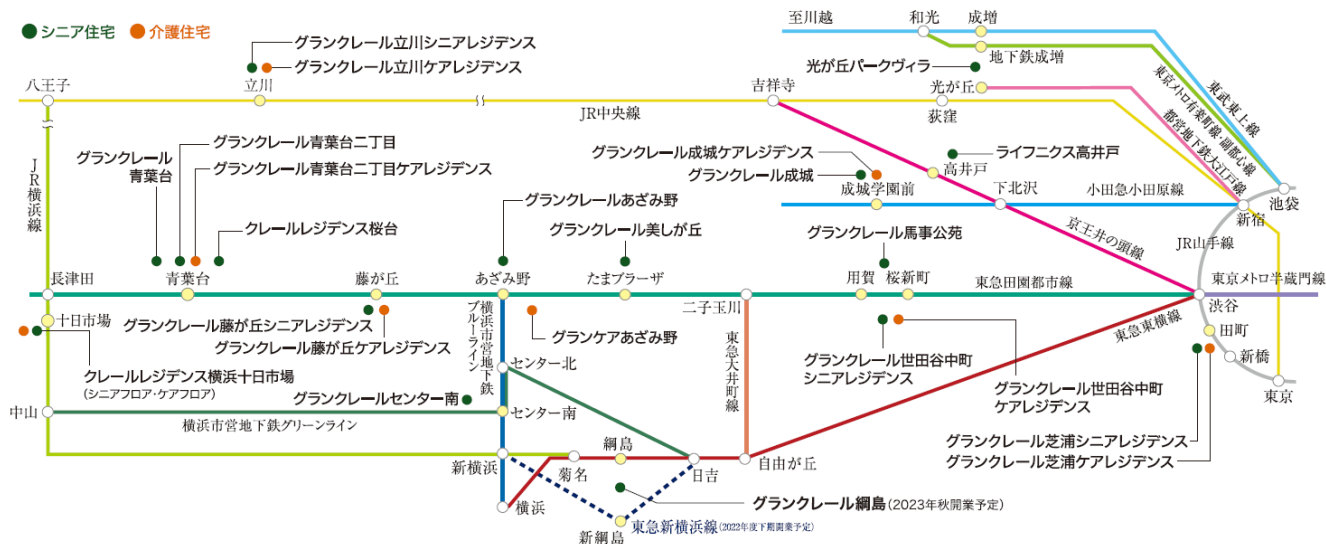 シニア住宅 介護住宅
グランクレール立川シニアレジデンス
グランクレール立川ケアレジデンス
至川越
和光
成増
地下鉄成増
光が丘パークヴィラ
光が丘
東武東上線
東京メトロ有楽町線・副都心線
都営地下鉄大江戸線
八王子
立川
吉祥寺
荻窪
JR中央線
JR横浜線
グランクレール
青葉台
グランクレール青葉台二丁目
グランクレール青葉台二丁目ケアレジデンス
クレールレジデンス桜台
グランクレールあざみ野
グランクレール美しが丘
グランクレール成城ケアレジデンス
グランクレール成城
成城学園前
ライフニクス高井戸
高井戸
下北沢
小田急小田原線
新宿
池袋
JR山手線
京王井の頭線
グランクレール馬事公苑
長津田
青葉台
藤が丘
あざみ野
たまプラーザ
二子玉川
用賀
桜新町
東急田園都市線
東京メトロ半蔵門線
渋谷
十日市場
グランクレール藤が丘シニアレジデンス
グランクレール藤が丘ケアレジデンス
横浜市営地下鉄
ブルーライン
グランケアあざみ野
東急大井町線
東急東横線
田町
新橋
東京
クレールレジデンス横浜十日市場
(シニアフロア・ケアフロア)
センター北
グランクレール世田谷中町
シニアレジデンス
グランクレール世田谷中町
ケアレジデンス
グランクレールセンター南
中山
センター南
横浜市営地下鉄グリーンライン
グランクレール芝浦シニアレジデンス
グランクレール芝浦ケアレジデンス
新横浜
菊名
綱島
日吉
自由が丘
横浜
グランクレール綱島(2023年秋開業予定)
新綱島
東急新横浜線(2022年度下期開業予定)